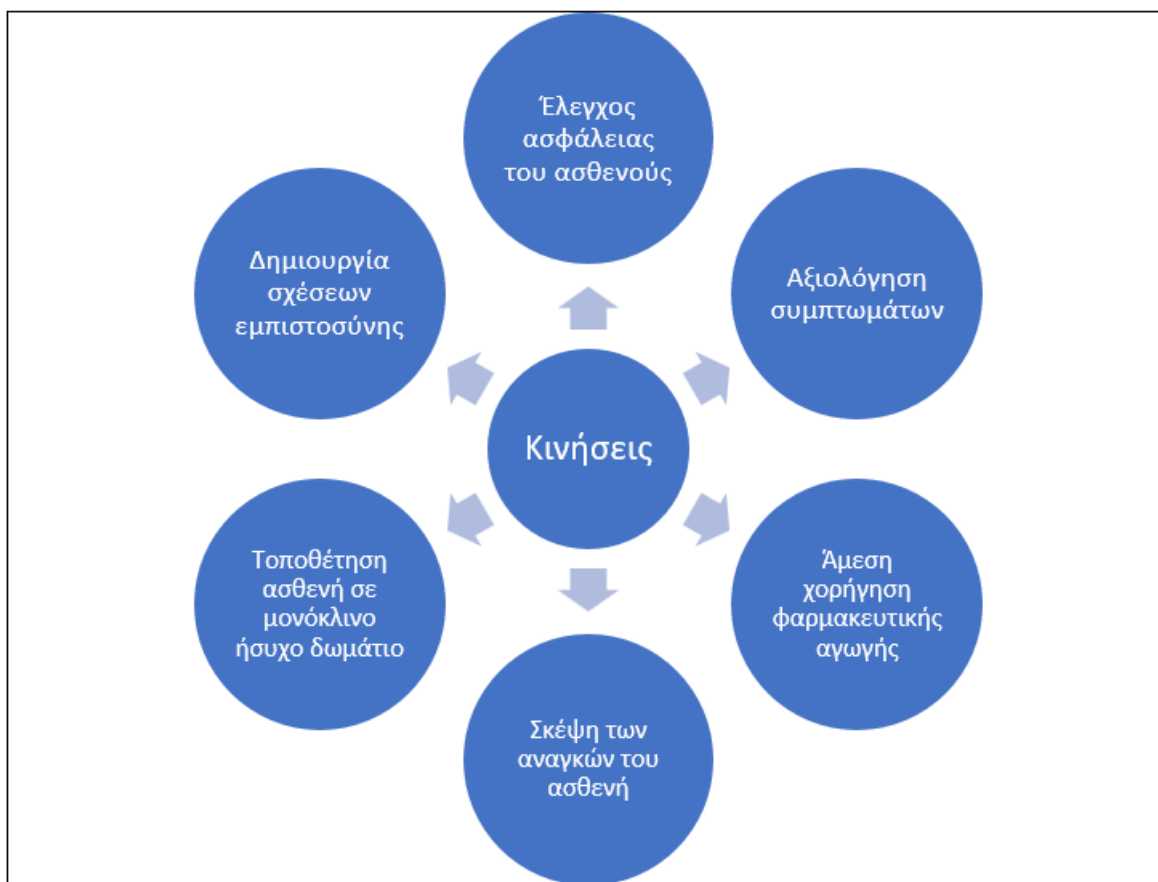 Έλεγχος
ασφάλειας
του ασθενούς
Αξιολόγηση
συμπτωμάτων
Άμεση
χορήγηση
φαρμακευτικής
αγωγής
Σκέψη των
αναγκών του
ασθενή
Τοποθέτηση
ασθενή σε
μονόκλινο
ήσυχο δωμάτιο
Δημιουργία
σχέσεων
εμπιστοσύνης
Κινήσεις